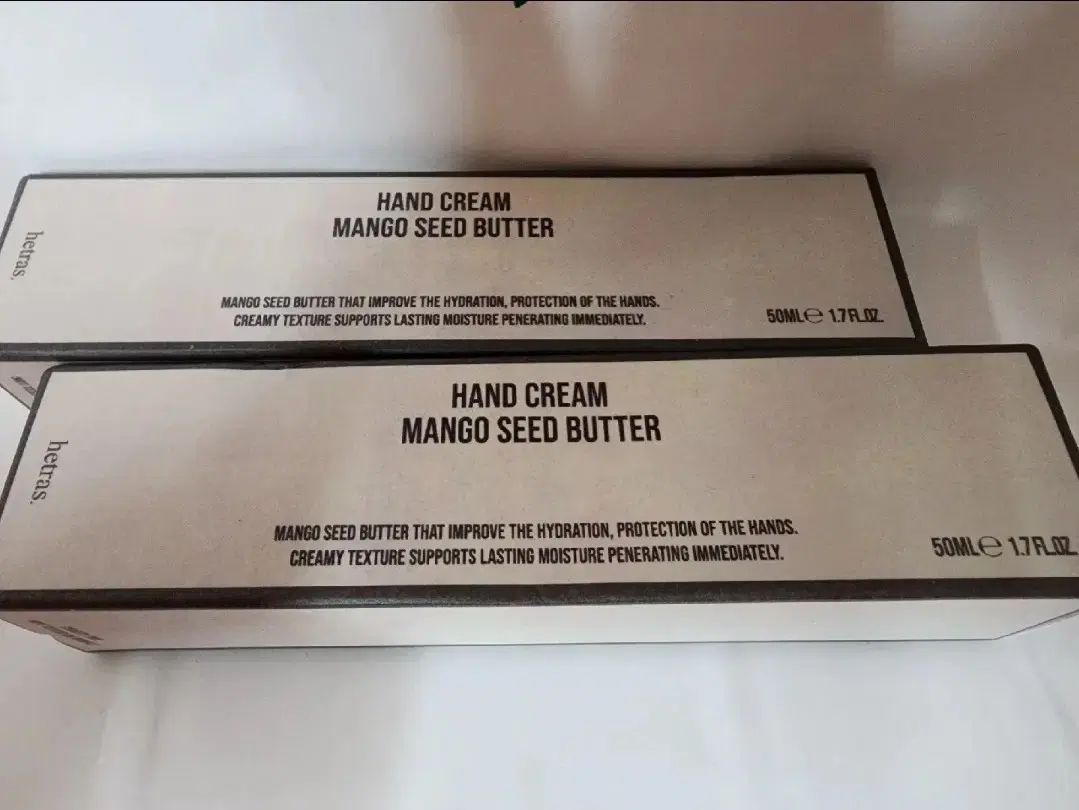 HAND CREAM
MANGO SEED BUTTER
hetras.
MANGO SEED BUTTER THAT IMPROVE THE HYDRATION, PROTECTION OF THE HANDS.
CREAMY TEXTURE SUPPORTS LASTING MOISTURE PENERATING IMMEDIATELY.
50ML℮ 1.7 FL.OZ.
HAND CREAM
MANGO SEED BUTTER
hetras.
MANGO SEED BUTTER THAT IMPROVE THE HYDRATION, PROTECTION OF THE HANDS.
CREAMY TEXTURE SUPPORTS LASTING MOISTURE PENERATING IMMEDIATELY.
50ML℮ 1.7 FL.OZ.